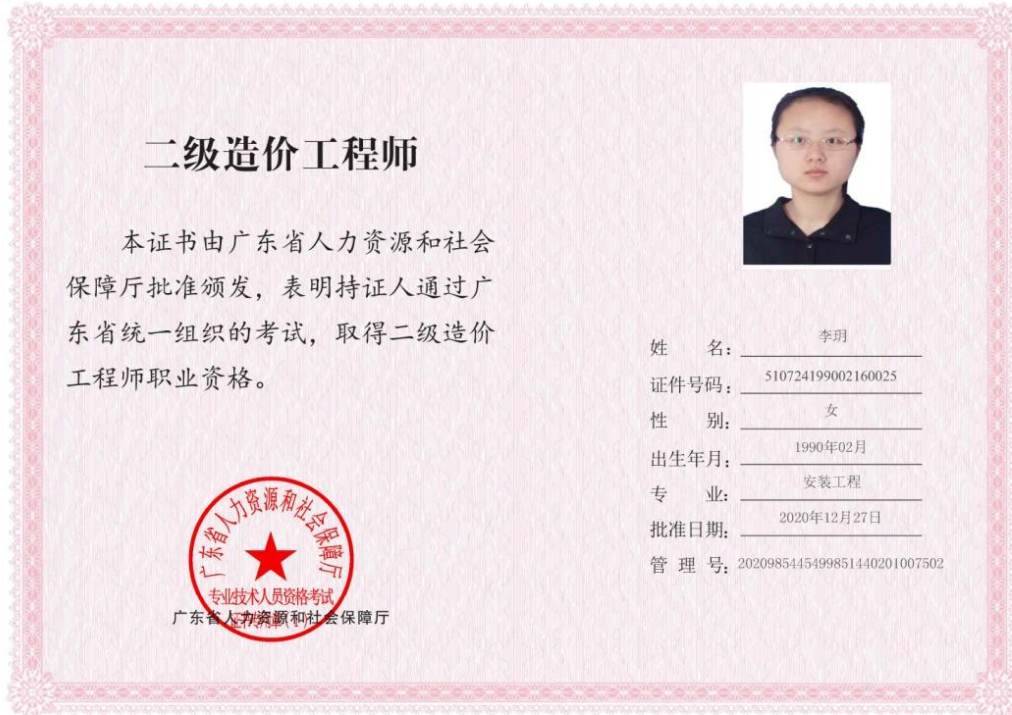 二级造价工程师
本证书由广东省人力资源和社会
保障厅批准颁发，表明持证人通过广
东省统一组织的考试，取得二级造价
工程师职业资格。
广东省人力资源和社会保障厅
专业技术人员资格考试
广东省人力资源和社会保障厅
姓 名：李玥
证件号码：510724199002160025
性 别：女
出生年月：1990年02月
专 业：安装工程
批准日期：2020年12月27日
管 理 号：2020985445499851440201007502